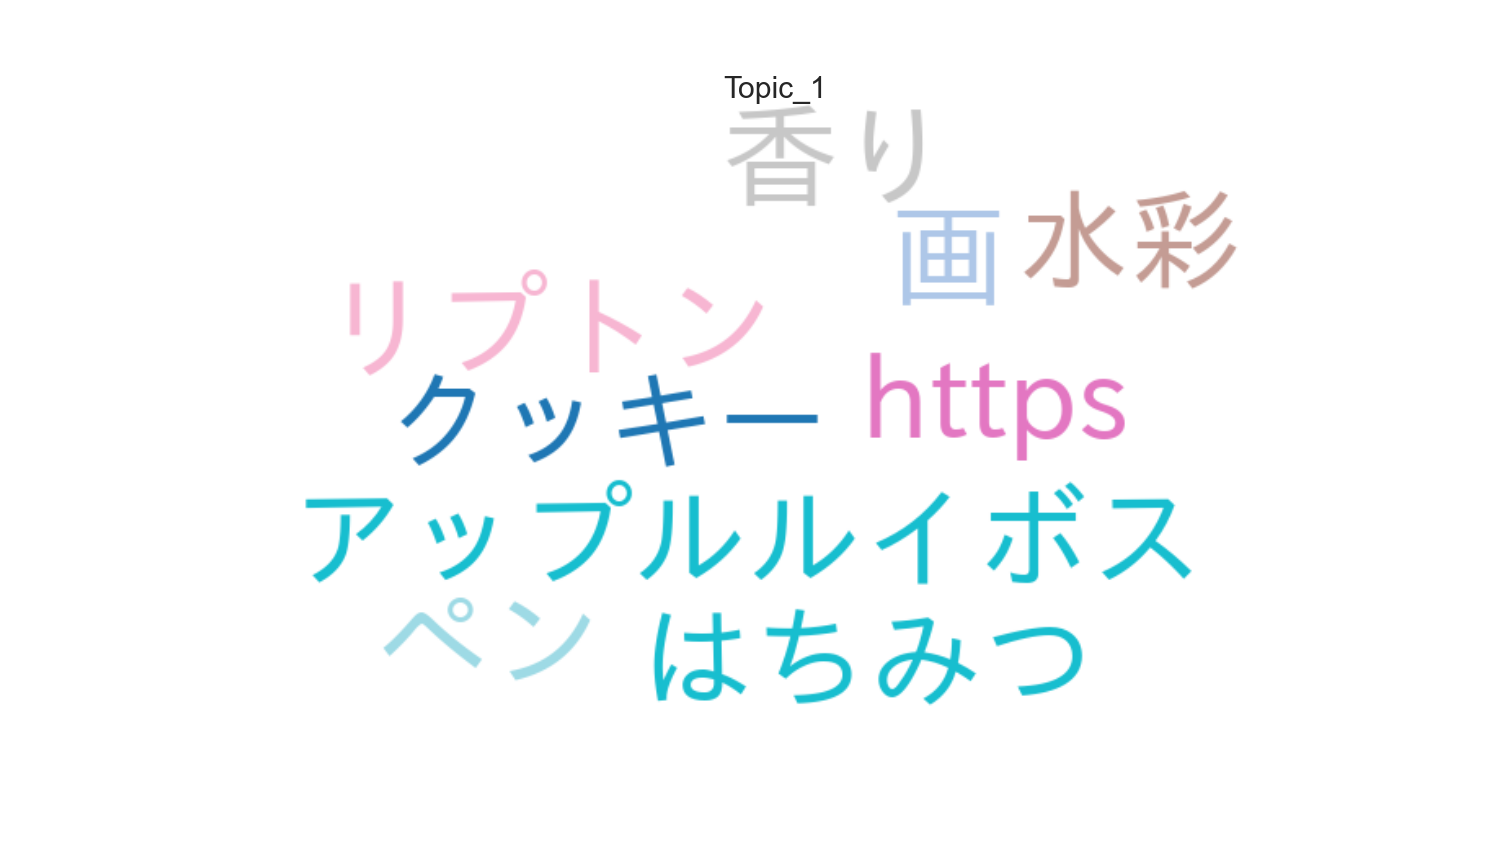 Topic_1
香り
画 水彩
リプトン
クッキー https
アップルルイボス
ペン はちみつ